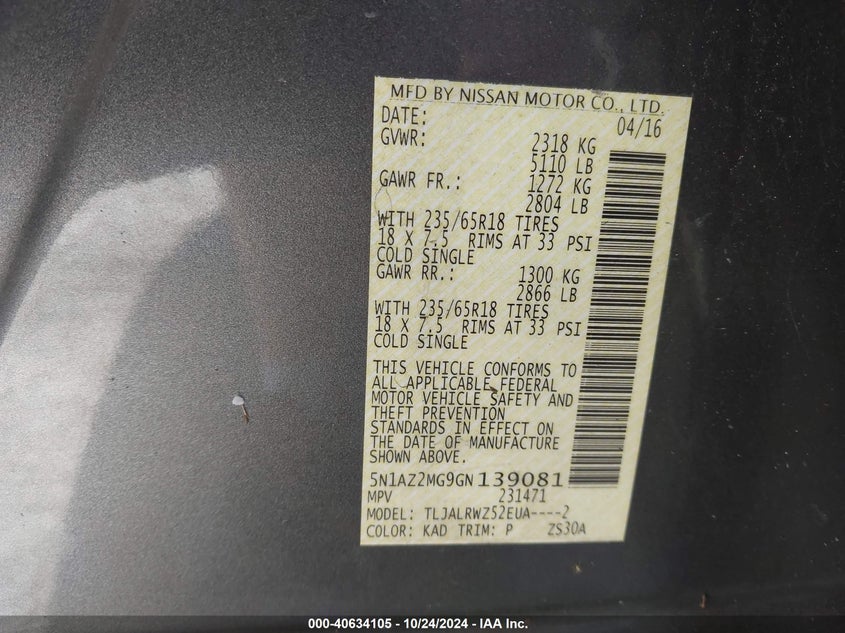 MFD BY NISSAN MOTOR CO., LTD.
DATE: 04/16
GVWR: 2318 KG
5110 LB
GAWR FR.: 1272 KG
2804 LB
WITH 235/65R18 TIRES
18 X 7.5 RIMS AT 33 PSI
COLD SINGLE
GAWR RR.: 1300 KG
2866 LB
WITH 235/65R18 TIRES
18 X 7.5 RIMS AT 33 PSI
COLD SINGLE
THIS VEHICLE CONFORMS TO
ALL APPLICABLE FEDERAL
MOTOR VEHICLE SAFETY AND
THEFT PREVENTION
STANDARDS IN EFFECT ON
THE DATE OF MANUFACTURE
SHOWN ABOVE.
5N1AZ2MG9GN139081
MPV 231471
MODEL: TLJALRWZ52EUA----2
COLOR: KAD TRIM: P ZS30A
000-40634105 - 10/24/2024 - IAA Inc.